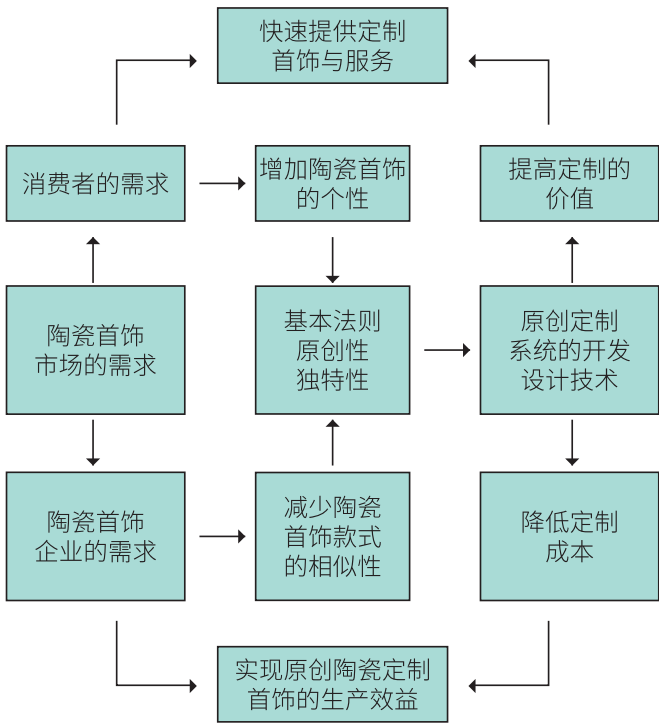 快速提供定制
首饰与服务
消费者的需求
增加陶瓷首饰
的个性
提高定制的
价值
陶瓷首饰
市场的需求
基本法则
原创性
独特性
原创定制
系统的开发
设计技术
陶瓷首饰
企业的需求
减少陶瓷
首饰款式
的相似性
降低定制
成本
实现原创陶瓷定制
首饰的生产效益